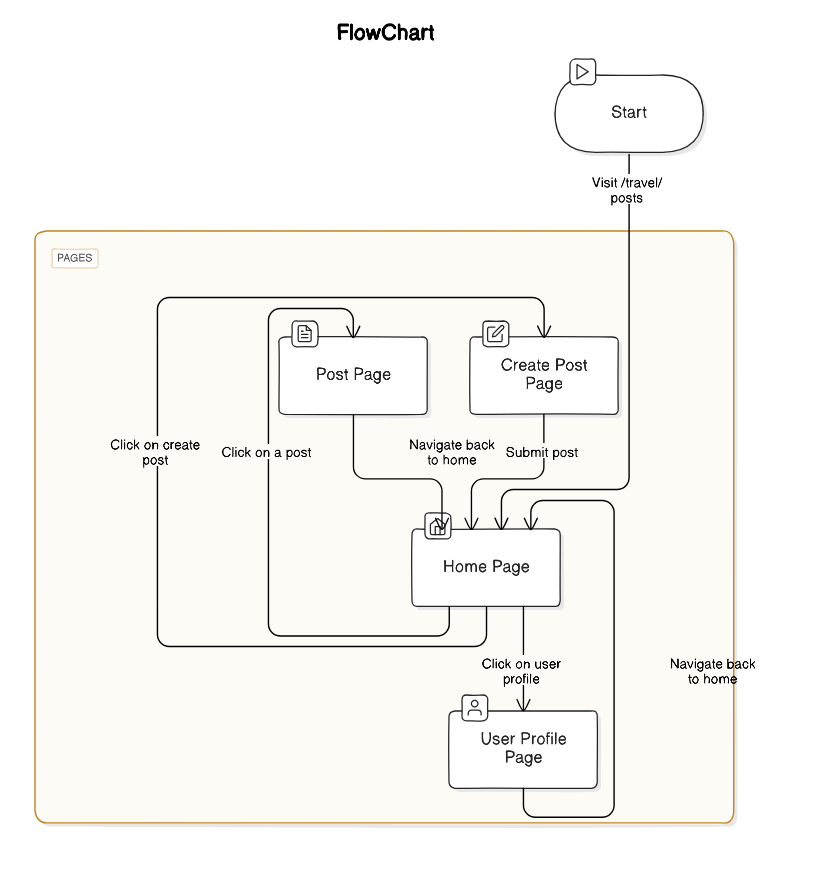 FlowChart
Start
Visit /travel/
posts
PAGES
Post Page
Create Post
Page
Click on create
post
Click on a post
Navigate back
to home
Submit post
Home Page
Click on user
profile
Navigate back
to home
User Profile
Page